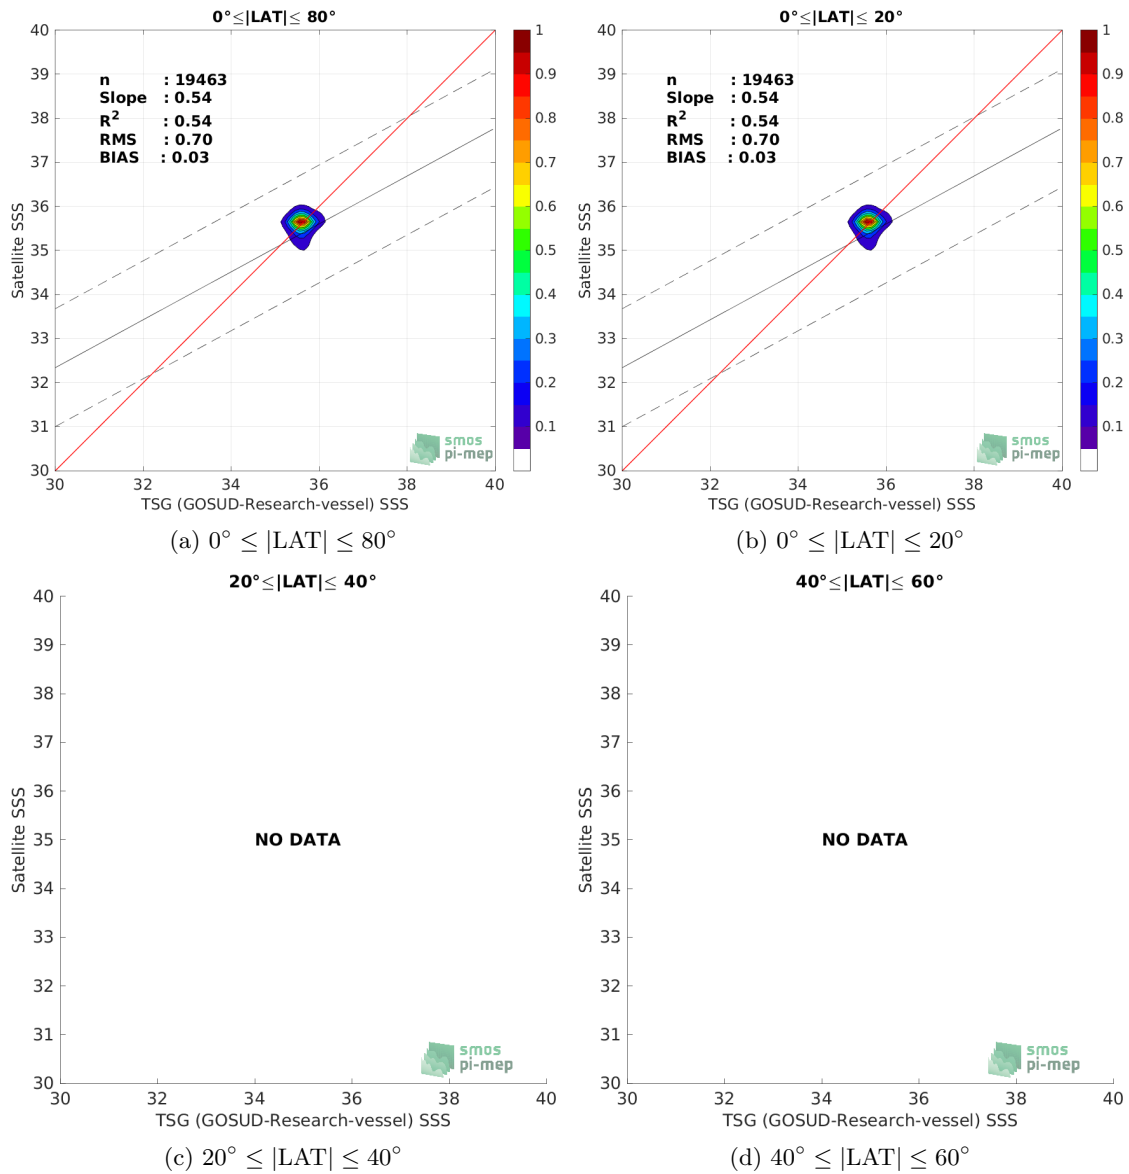 0°≤|LAT|≤ 80°
40
39
38
37
36
35
34
33
32
31
30
30
32
34
36
38
40
Satellite SSS
TSG (GOSUD-Research-vessel) SSS
n : 19463
Slope : 0.54
R² : 0.54
RMS : 0.70
BIAS : 0.03
smos
pi-mep
1
0.9
0.8
0.7
0.6
0.5
0.4
0.3
0.2
0.1
(a) 0° ≤ |LAT| ≤ 80°
0°≤|LAT|≤ 20°
40
39
38
37
36
35
34
33
32
31
30
30
32
34
36
38
40
Satellite SSS
TSG (GOSUD-Research-vessel) SSS
n : 19463
Slope : 0.54
R² : 0.54
RMS : 0.70
BIAS : 0.03
smos
pi-mep
1
0.9
0.8
0.7
0.6
0.5
0.4
0.3
0.2
0.1
(b) 0° ≤ |LAT| ≤ 20°
20°≤|LAT|≤ 40°
40
39
38
37
36
35
34
33
32
31
30
30
32
34
36
38
40
Satellite SSS
TSG (GOSUD-Research-vessel) SSS
NO DATA
smos
pi-mep
(c) 20° ≤ |LAT| ≤ 40°
40°≤|LAT|≤ 60°
40
39
38
37
36
35
34
33
32
31
30
30
32
34
36
38
40
Satellite SSS
TSG (GOSUD-Research-vessel) SSS
NO DATA
smos
pi-mep
(d) 40° ≤ |LAT| ≤ 60°